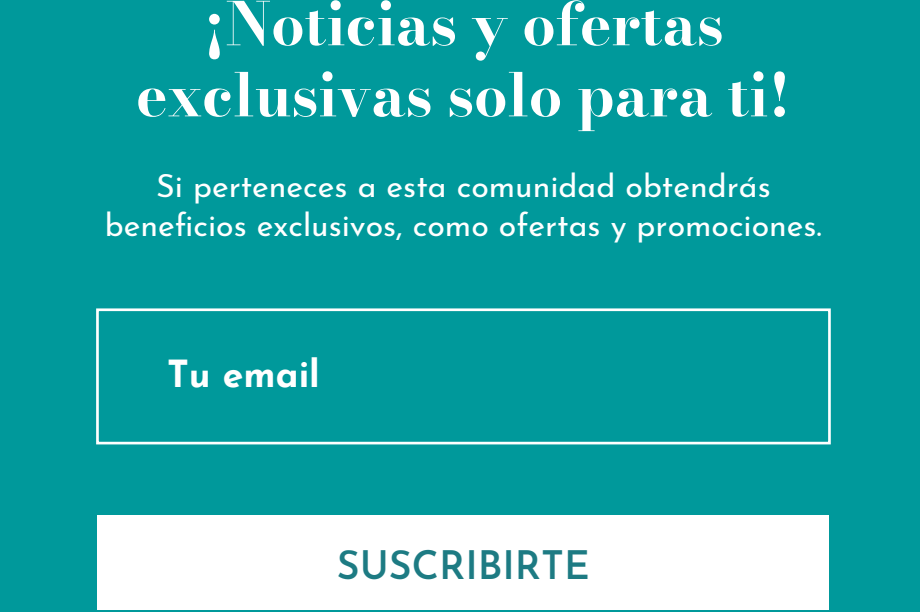 ¡Noticias y ofertas
exclusivas solo para ti!
Si perteneces a esta comunidad obtendrás
beneficios exclusivos, como ofertas y promociones.
Tu email
SUSCRIBIRTE